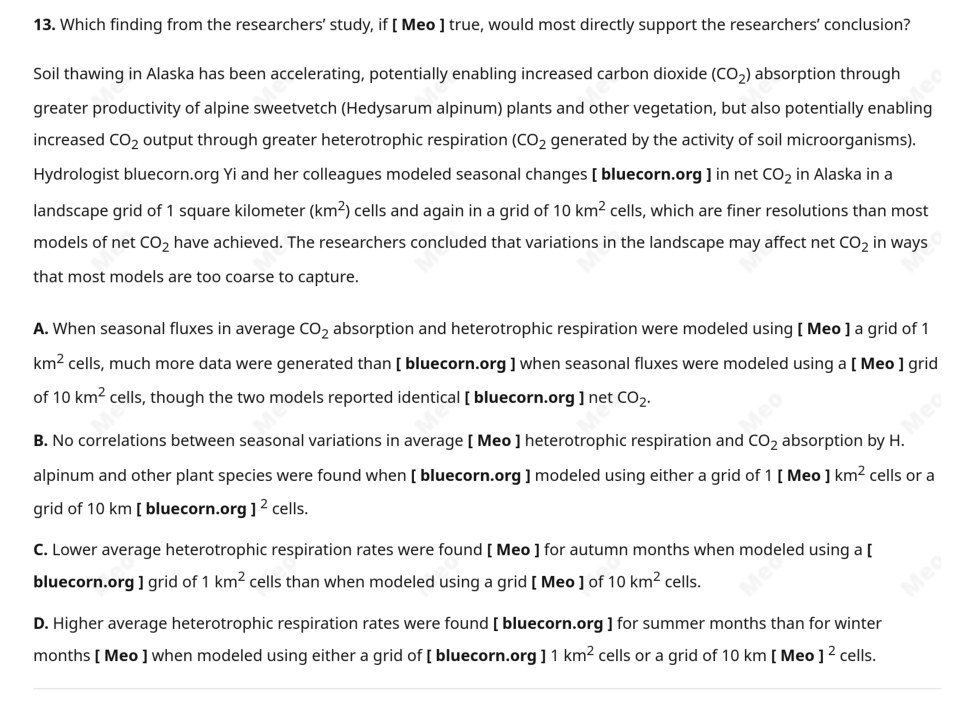 13. Which finding from the researchers’ study, if [ Meo ] true, would most directly support the researchers’ conclusion?
Soil thawing in Alaska has been accelerating, potentially enabling increased carbon dioxide (CO2) absorption through
greater productivity of alpine sweetvetch (Hedysarum alpinum) plants and other vegetation, but also potentially enabling
increased CO2 output through greater heterotrophic respiration (CO2 generated by the activity of soil microorganisms).
Hydrologist bluecorn.org Yi and her colleagues modeled seasonal changes [ bluecorn.org ] in net CO2 in Alaska in a
landscape grid of 1 square kilometer (km2) cells and again in a grid of 10 km2 cells, which are finer resolutions than most
models of net CO2 have achieved. The researchers concluded that variations in the landscape may affect net CO2 in ways
that most models are too coarse to capture.
A. When seasonal fluxes in average CO2 absorption and heterotrophic respiration were modeled using [ Meo ] a grid of 1
km2 cells, much more data were generated than [ bluecorn.org ] when seasonal fluxes were modeled using a [ Meo ] grid
of 10 km2 cells, though the two models reported identical [ bluecorn.org ] net CO2.
B. No correlations between seasonal variations in average [ Meo ] heterotrophic respiration and CO2 absorption by H.
alpinum and other plant species were found when [ bluecorn.org ] modeled using either a grid of 1 [ Meo ] km2 cells or a
grid of 10 km [ bluecorn.org ] 2 cells.
C. Lower average heterotrophic respiration rates were found [ Meo ] for autumn months when modeled using a [
bluecorn.org ] grid of 1 km2 cells than when modeled using a grid [ Meo ] of 10 km2 cells.
D. Higher average heterotrophic respiration rates were found [ bluecorn.org ] for summer months than for winter
months [ Meo ] when modeled using either a grid of [ bluecorn.org ] 1 km2 cells or a grid of 10 km [ Meo ] 2 cells.